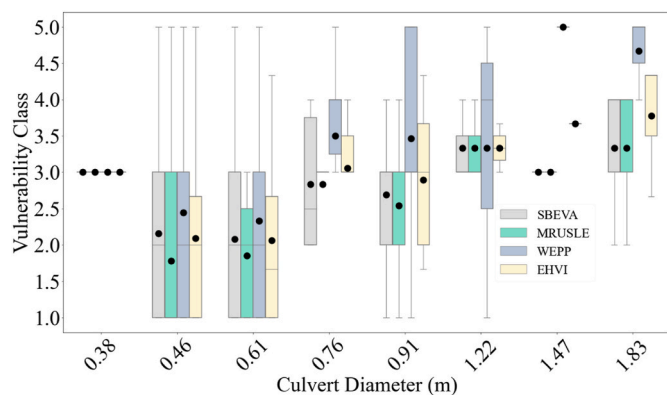 Vulnerability Class
5.0
4.5
4.0
3.5
3.0
2.5
2.0
1.5
1.0
SBEVA
MRUSLE
WEPP
EHVI
0.38 0.46 0.61 0.76 0.91 1.22 1.47 1.83
Culvert Diameter (m)